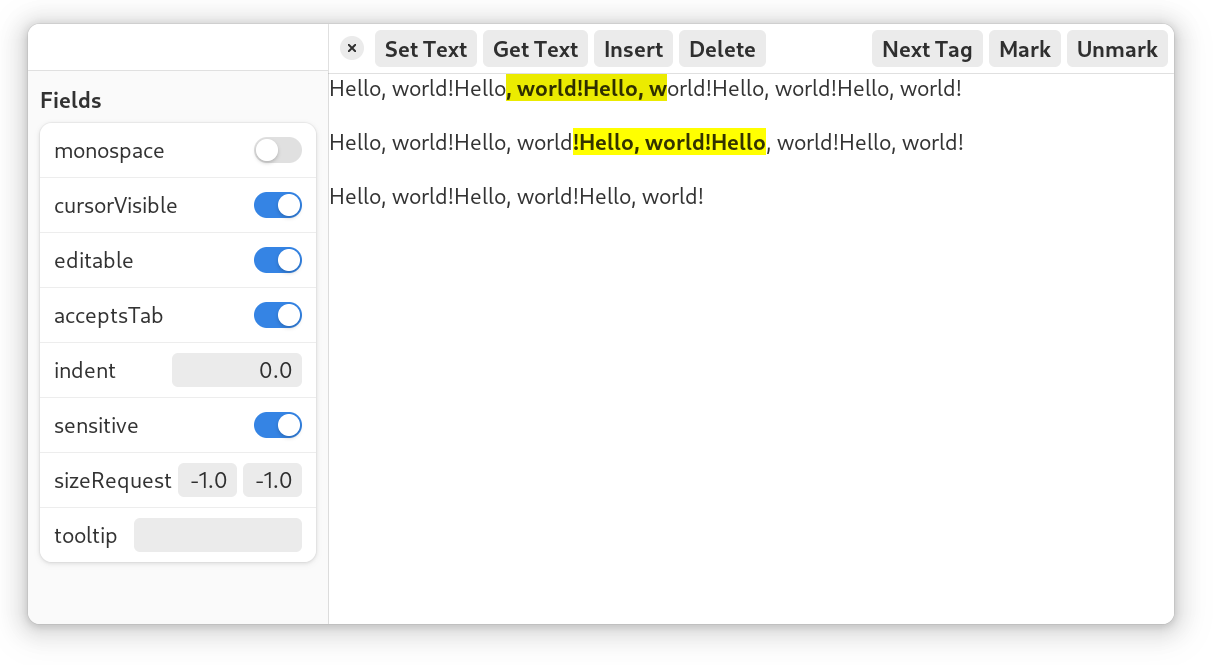 Set Text Get Text Insert Delete Next Tag Mark Unmark
Fields
monospace
cursorVisible
editable
acceptsTab
indent 0.0
sensitive
sizeRequest -1.0 -1.0
tooltip
Hello, world!Hello, world!Hello, world!Hello, world!Hello, world!
Hello, world!Hello, world!Hello, world!Hello, world!Hello, world!
Hello, world!Hello, world!Hello, world!